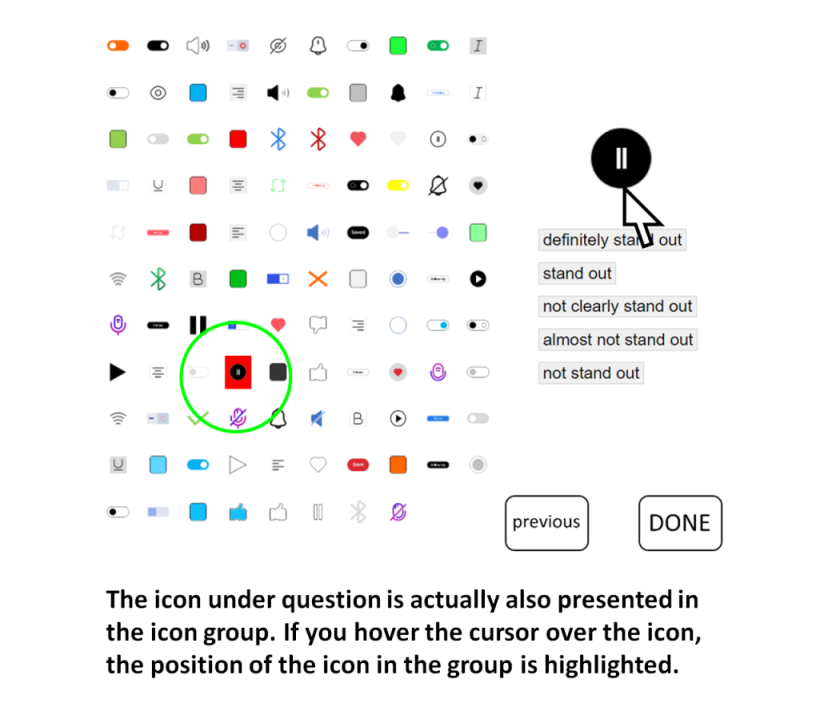 definitely stand out
stand out
not clearly stand out
almost not stand out
not stand out
previous
DONE
The icon under question is actually also presented in
the icon group. If you hover the cursor over the icon,
the position of the icon in the group is highlighted.